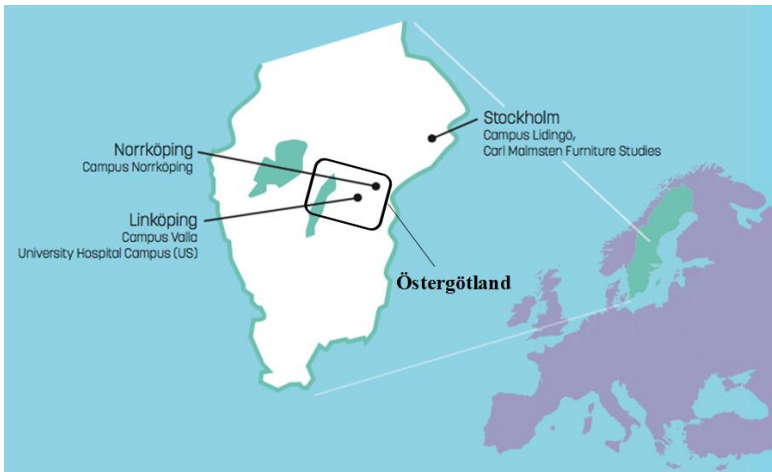 Stockholm
Campus Lidingö,
Carl Malmsten Furniture Studies
Norrköping
Campus Norrköping
Linköping
Campus Valla
University Hospital Campus (US)
Östergötland